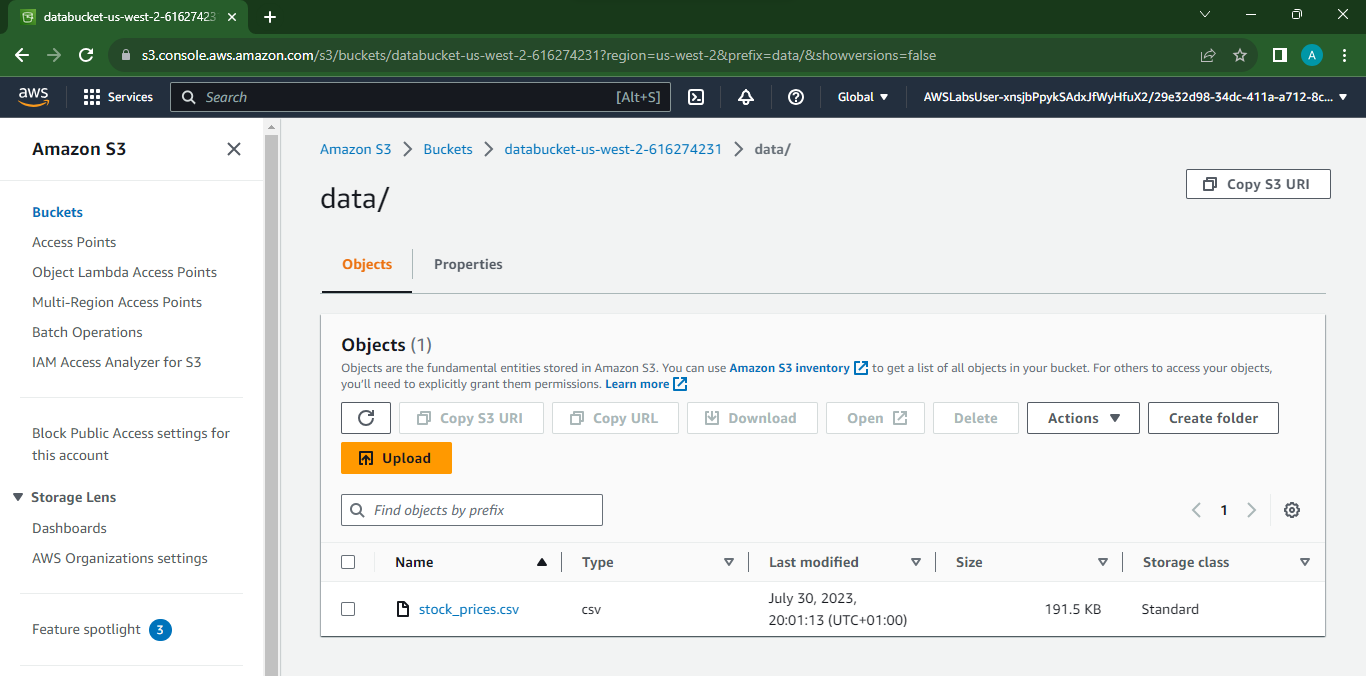 databucket-us-west-2-61627423
s3.console.aws.amazon.com/s3/buckets/databucket-us-west-2-616274231?region=us-west-2&prefix=data/&showversions=false
A
aws
Services
Search
[Alt+S]
Global
AWSLabsUser-xnsjbPpykSAdxJfWyHfuX2/29e32d98-34dc-411a-a712-8c...
Amazon S3
Buckets
Access Points
Object Lambda Access Points
Multi-Region Access Points
Batch Operations
IAM Access Analyzer for S3
Block Public Access settings for
this account
Storage Lens
Dashboards
AWS Organizations settings
Feature spotlight 3
Amazon S3 > Buckets > databucket-us-west-2-616274231 > data/
data/
Copy S3 URI
Objects
Properties
Objects (1)
Objects are the fundamental entities stored in Amazon S3. You can use Amazon S3 inventory to get a list of all objects in your bucket. For others to access your objects,
you'll need to explicitly grant them permissions. Learn more
Copy S3 URI
Copy URL
Download
Open
Delete
Actions
Create folder
Upload
Find objects by prefix
1
Name
Type
Last modified
Size
Storage class
stock_prices.csv
csv
July 30, 2023,
20:01:13 (UTC+01:00)
191.5 KB
Standard